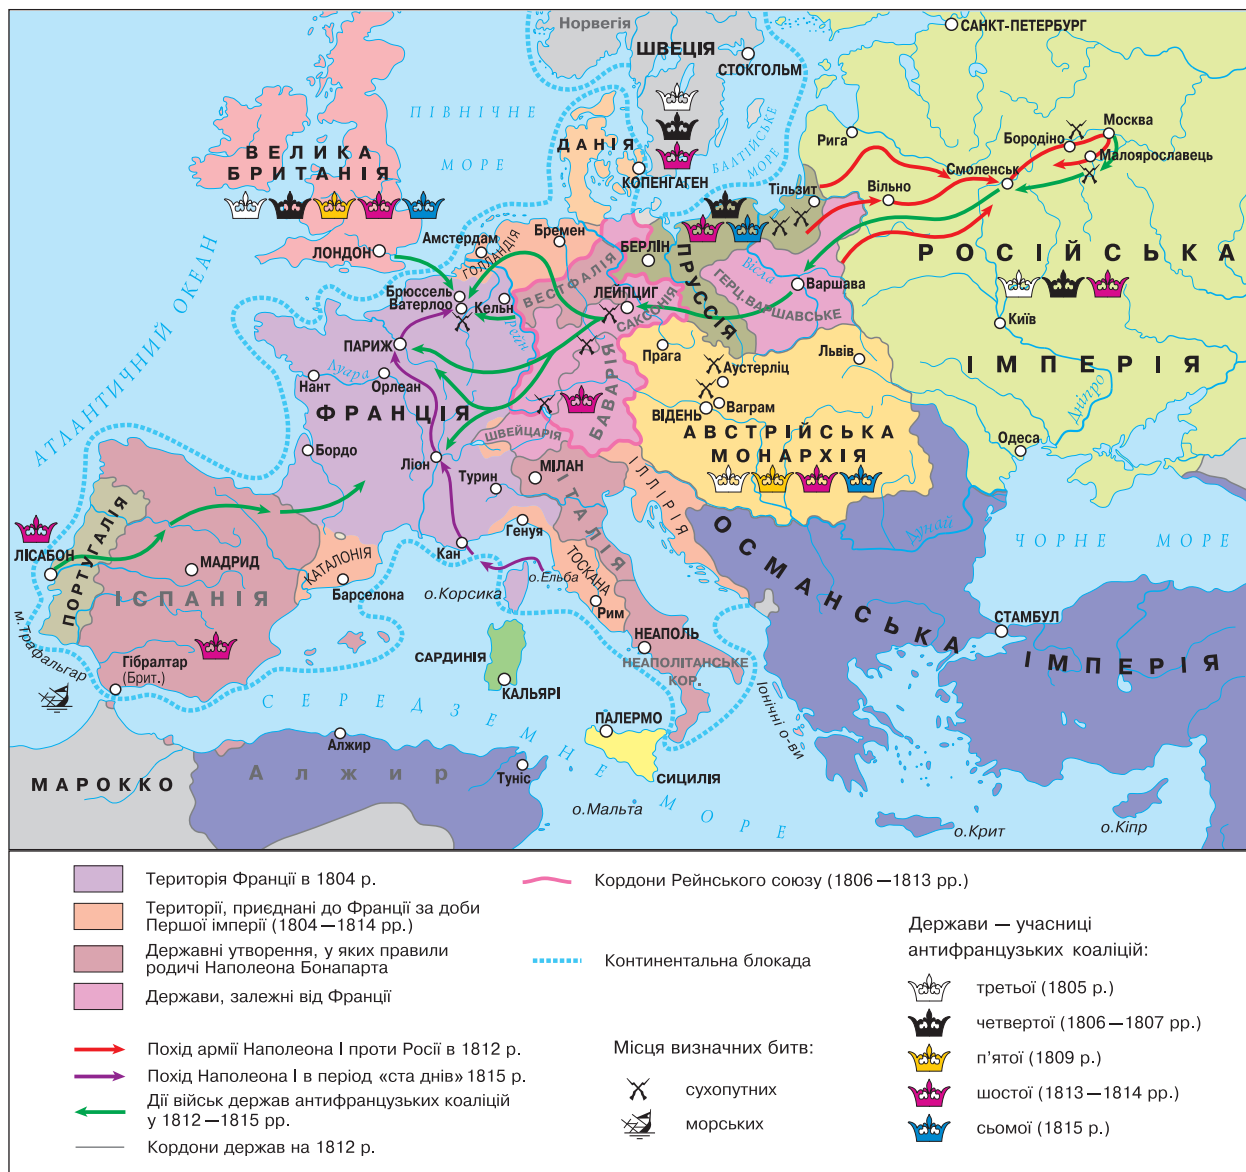 Норвегія
САНКТ-ПЕТЕРБУРГ
ШВЕЦІЯ
СТОКГОЛЬМ
ПІВНІЧНЕ
МОРЕ
БАЛТІЙСЬКЕ
МОРЕ
ДАНІЯ
КОПЕНГАГЕН
ВЕЛИКА
БРИТАНІЯ
ЛОНДОН
Рига
Бородіно
Москва
Малоярославець
Смоленськ
Вільно
Тільзит
РОСІЙСЬКА
ІМПЕРІЯ
Київ
Дніпро
Одеса
Амстердам
ГОЛЛАНДІЯ
Бремен
БЕРЛІН
ПРУССІЯ
Вісла
Варшава
ГЕРЦ. ВАРШАВСЬКЕ
Брюссель
Ватерлоо
Кельн
Рейн
ВЕСТФАЛІЯ
ЛЕЙПЦИГ
САКСОНІЯ
АТЛАНТИЧНИЙ ОКЕАН
ПАРИЖ
Нант
Луара
Орлеан
ФРАНЦІЯ
Бордо
Ліон
БАВАРІЯ
ШВЕЙЦАРІЯ
Прага
Львів
Аустерліц
ВІДЕНЬ
Ваграм
АВСТРІЙСЬКА
МОНАРХІЯ
Турин
МІЛАН
ІТАЛІЯ
ІЛЛІРІЯ
Генуя
Кан
ТОСКАНА
о.Ельба
о.Корсика
Рим
Дунай
ЧОРНЕ МОРЕ
ОСМАНСЬКА
ІМПЕРІЯ
СТАМБУЛ
ЛІСАБОН
ПОРТУГАЛІЯ
МАДРИД
ІСПАНІЯ
КАТАЛОНІЯ
Барселона
м.Трафальгар
Гібралтар
(Брит.)
САРДИНІЯ
КАЛЬЯРІ
НЕАПОЛЬ
НЕАПОЛІТАНСЬКЕ
КОР.
Іонічні о-ви
ПАЛЕРМО
СИЦИЛІЯ
СЕРЕДЗЕМНЕ МОРЕ
Алжир
Алжир
МАРОККО
Туніс
о.Мальта
о.Крит
о.Кіпр
Територія Франції в 1804 р.
Території, приєднані до Франції за доби
Першої імперії (1804—1814 рр.)
Державні утворення, у яких правили
родичі Наполеона Бонапарта
Держави, залежні від Франції
Похід армії Наполеона І проти Росії в 1812 р.
Похід Наполеона І в період «ста днів» 1815 р.
Дії військ держав антифранцузьких коаліцій
у 1812—1815 рр.
Кордони держав на 1812 р.
Кордони Рейнського союзу (1806—1813 рр.)
Континентальна блокада
Місця визначних битв:
сухопутних
морських
Держави — учасниці
антифранцузьких коаліцій:
третьої (1805 р.)
четвертої (1806—1807 рр.)
п'ятої (1809 р.)
шостої (1813—1814 рр.)
сьомої (1815 р.)